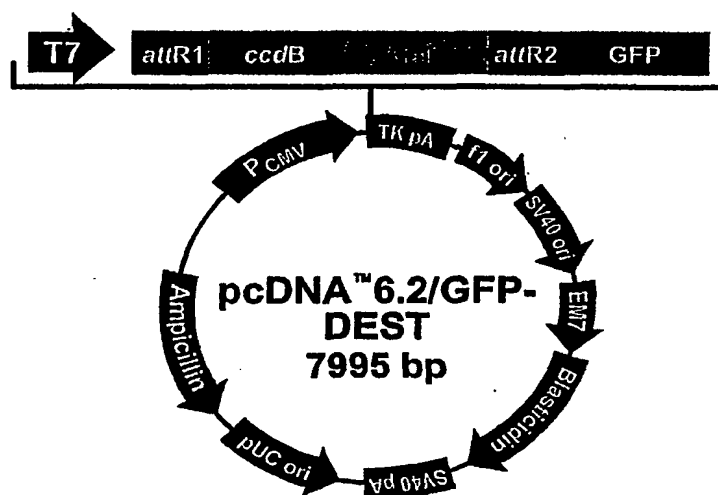 T7 attR1 ccdB attR2 GFP
PCMV
TK pA
f1 ori
SV40 ori
EM7
Blasticidin
SV40 pA
pUC ori
Ampicillin
pcDNA™6.2/GFP-
DEST
7995 bp